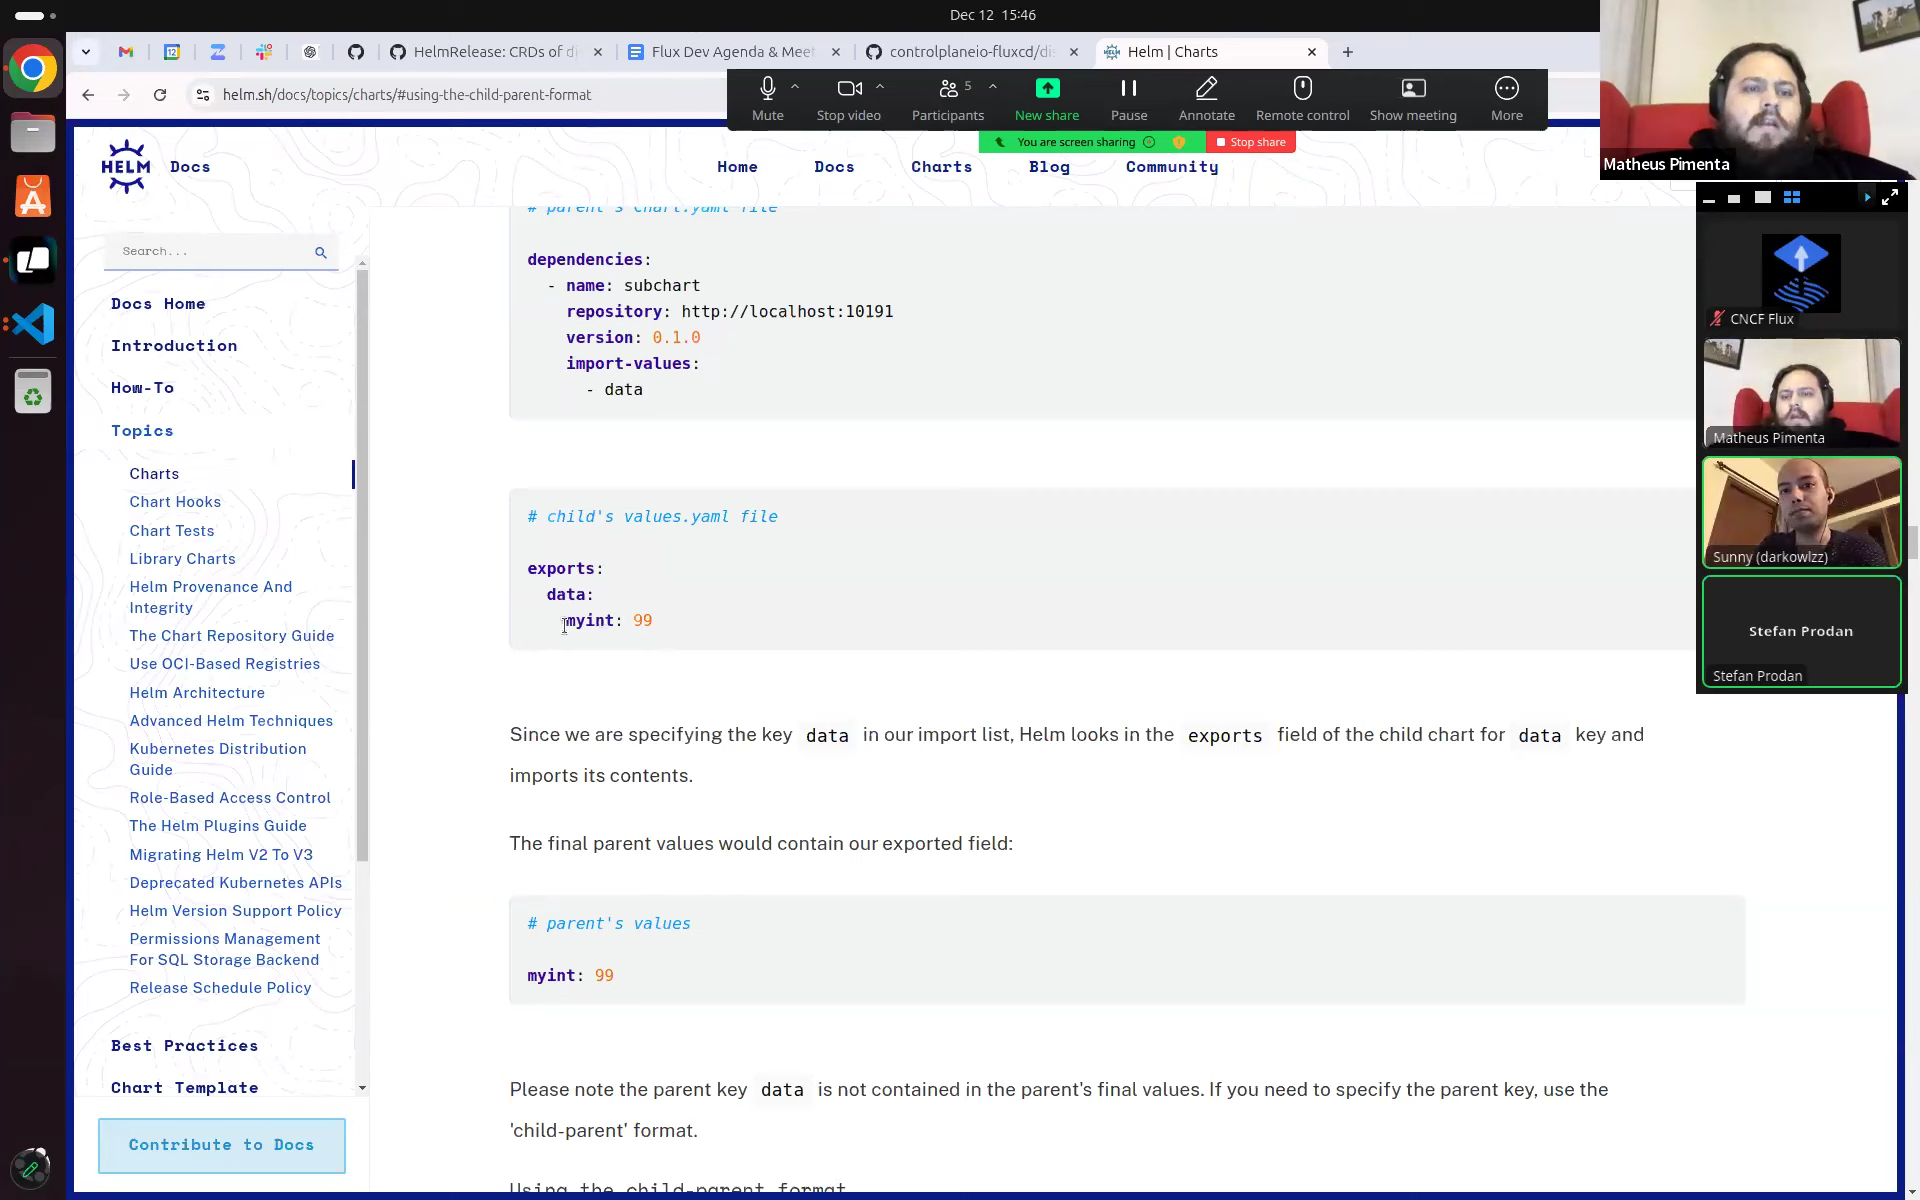 Dec 12 15:46
HelmRelease: CRDs of d
Flux Dev Agenda & Meet
controlplaneio-fluxcd/di
Helm | Charts
helm.sh/docs/topics/charts/#using-the-child-parent-format
5
Mute
Stop video
Participants
New share
Pause
Annotate
Remote control
Show meeting
More
You are screen sharing
Stop share
Matheus Pimenta
HELM
Docs
Home
Docs
Charts
Blog
Community
Search...
Docs Home
Introduction
How-To
Topics
Charts
Chart Hooks
Chart Tests
Library Charts
Helm Provenance And
Integrity
The Chart Repository Guide
Use OCI-Based Registries
Helm Architecture
Advanced Helm Techniques
Kubernetes Distribution
Guide
Role-Based Access Control
The Helm Plugins Guide
Migrating Helm V2 To V3
Deprecated Kubernetes APIs
Helm Version Support Policy
Permissions Management
For SQL Storage Backend
Release Schedule Policy
Best Practices
Chart Template
Contribute to Docs
# parent's Chart.yaml file
dependencies:
- name: subchart
repository: http://localhost:10191
version: 0.1.0
import-values:
- data
# child's values.yaml file
exports:
data:
myint: 99
Since we are specifying the key data in our import list, Helm looks in the exports field of the child chart for data key and
imports its contents.
The final parent values would contain our exported field:
# parent's values
myint: 99
Please note the parent key data is not contained in the parent's final values. If you need to specify the parent key, use the
'child-parent' format.
Using the child-parent format
CNCF Flux
Matheus Pimenta
Sunny (darkowlzz)
Stefan Prodan
Stefan Prodan